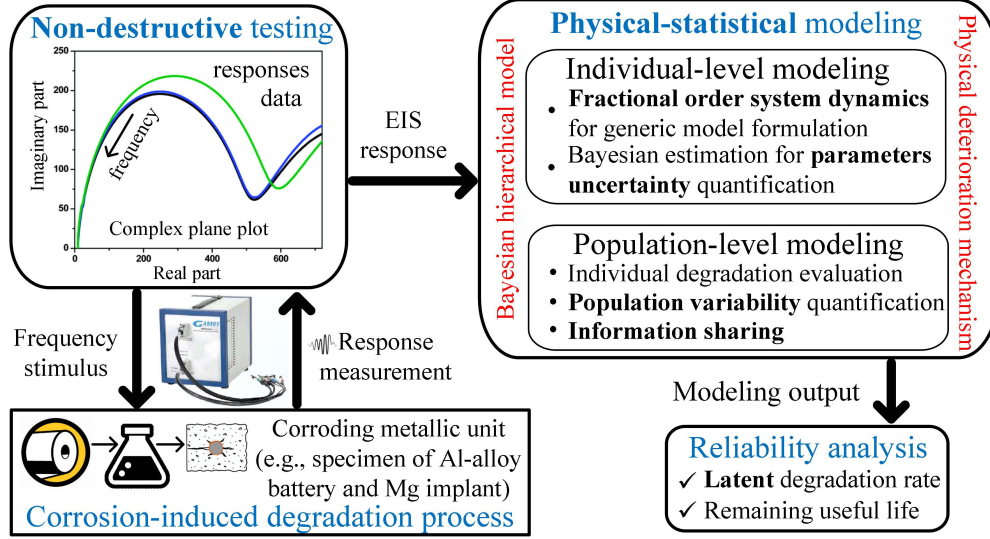 Non-destructive testing
250
200
150
100
50
0
Imaginary part
responses
data
frequency
Complex plane plot
0
200
400
600
Real part
EIS
response
Physical-statistical modeling
Bayesian hierarchical model
Individual-level modeling
• Fractional order system dynamics
for generic model formulation
• Bayesian estimation for parameters
uncertainty quantification
Population-level modeling
• Individual degradation evaluation
• Population variability quantification
• Information sharing
Physical deterioration mechanism
Frequency
stimulus
GAMRY
Response
measurement
Corroding metallic unit
(e.g., specimen of Al-alloy
battery and Mg implant)
Corrosion-induced degradation process
Modeling output
Reliability analysis
✓ Latent degradation rate
✓ Remaining useful life